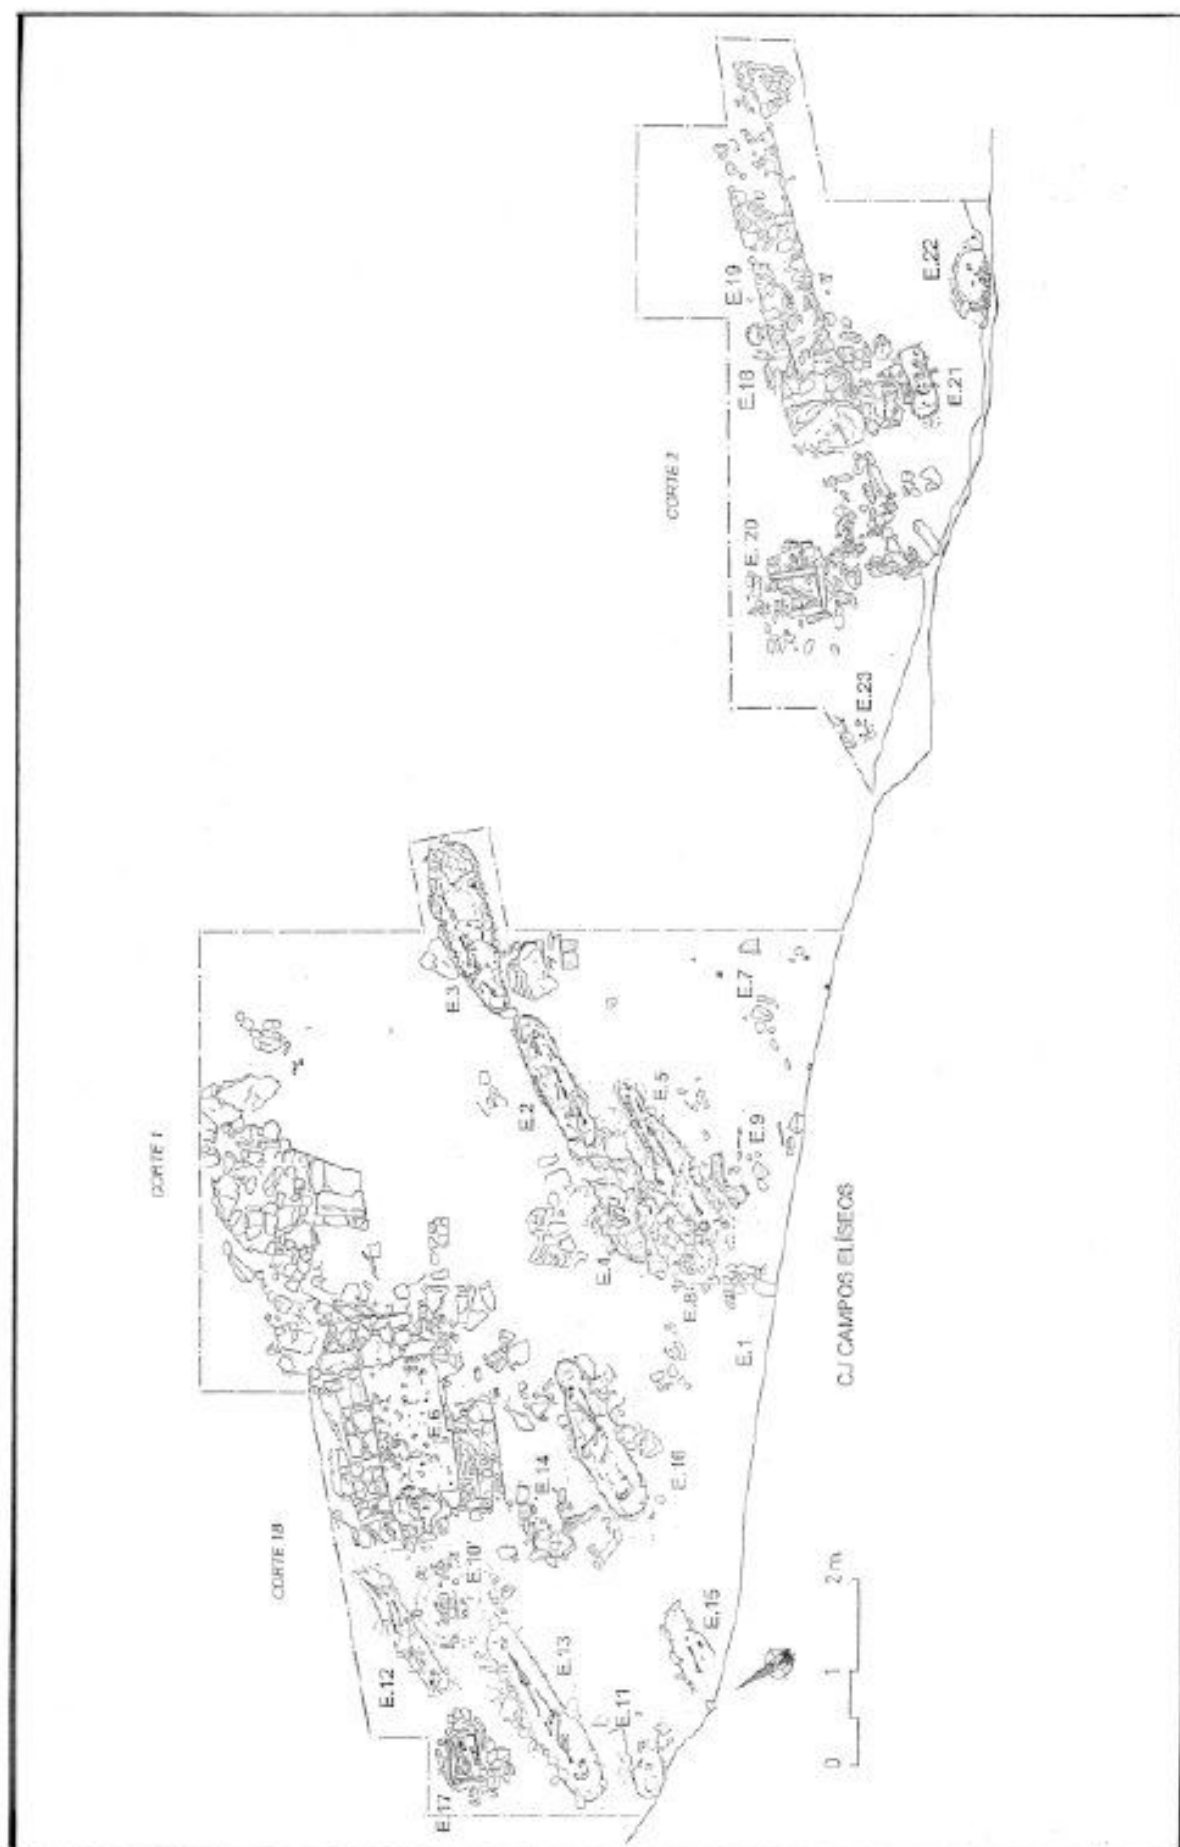 CORTE 1
CORTE 1B
CORTE 2
E.19
E.18
E.22
E.21
E.20
E.23
E.3
E.2
E.5
E.7
E.9
E.4
E.8
E.1
E.6
E.14
E.16
E.10
E.12
E.13
E.15
E.11
E.17
C/ CAMPOS ELÍSEOS
0 1 2 m.